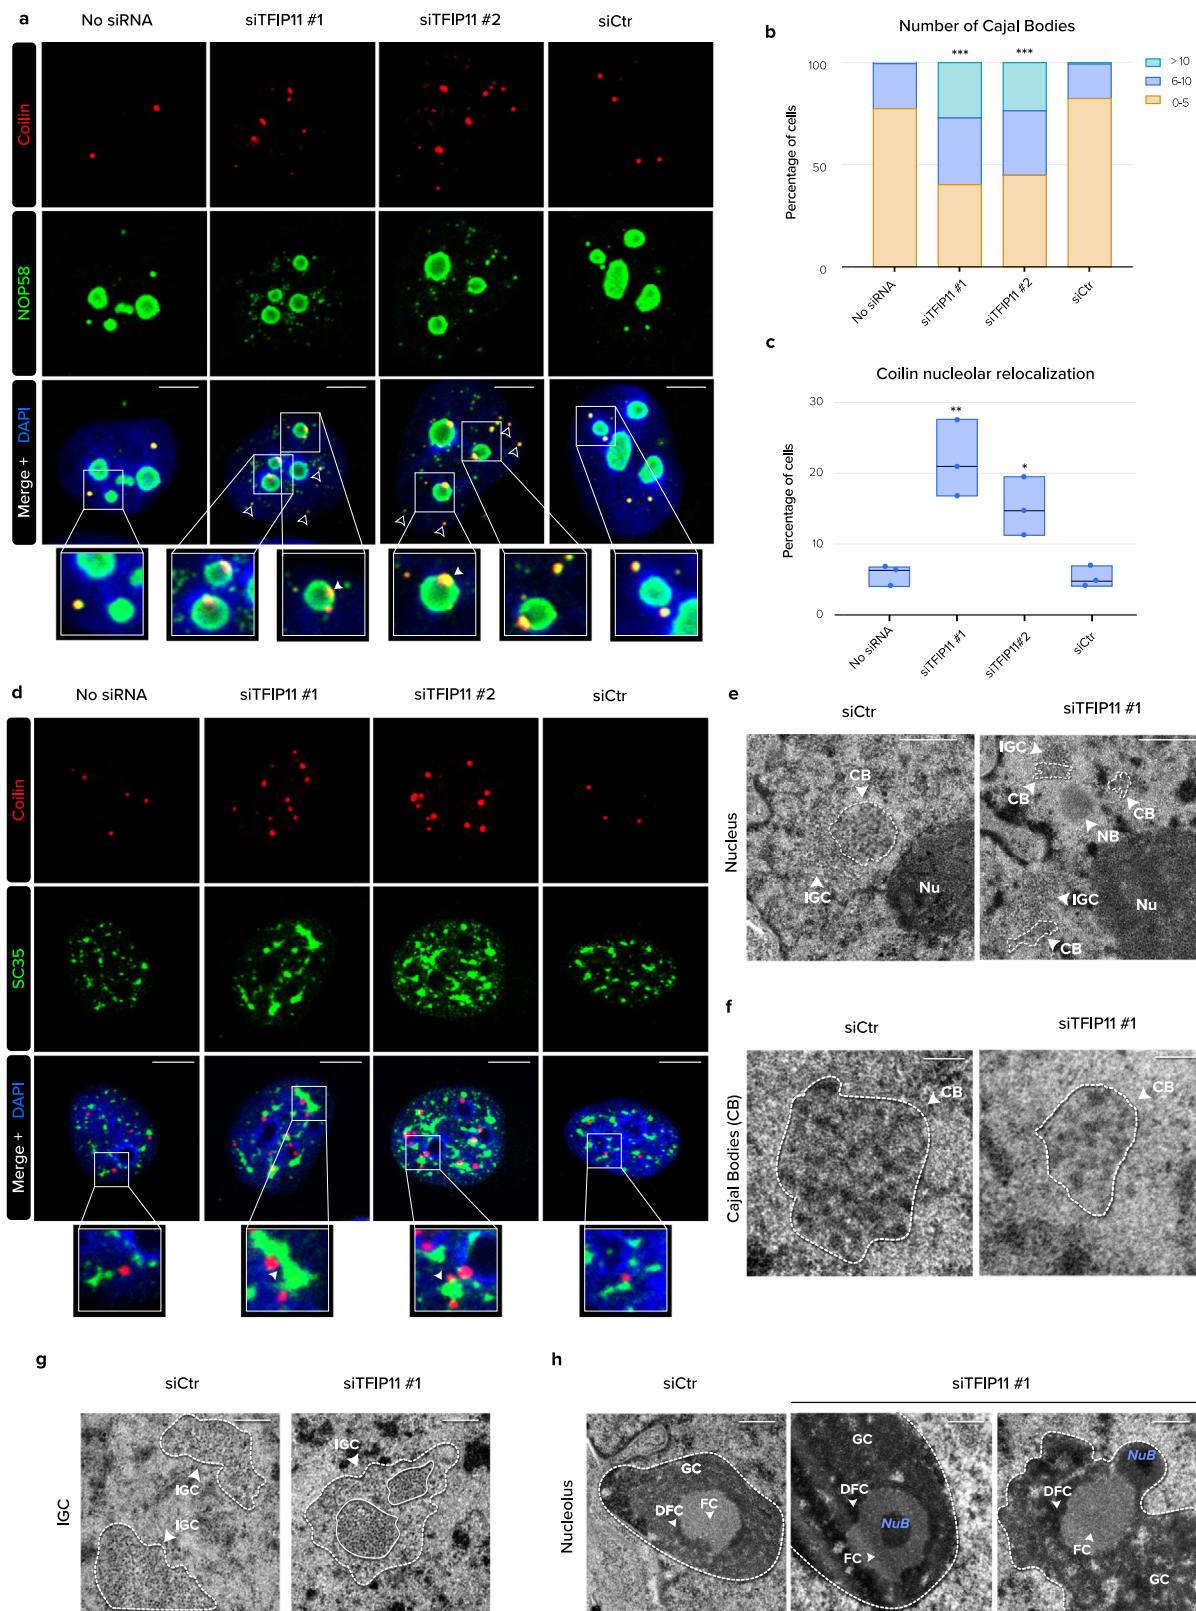 a
No siRNA
siTFIP11 #1
siTFIP11 #2
siCtr
Coilin
NOP58
Merge + DAPI
b
Number of Cajal Bodies
Percentage of cells
100
50
0
***
***
>10
6-10
0-5
No siRNA
siTFIP11 #1
siTFIP11 #2
siCtr
c
Coilin nucleolar relocalization
Percentage of cells
30
20
10
0
**
*
No siRNA
siTFIP11 #1
siTFIP11#2
siCtr
d
No siRNA
siTFIP11 #1
siTFIP11 #2
siCtr
Coilin
SC35
Merge + DAPI
e
siCtr
siTFIP11 #1
Nucleus
CB
IGC
Nu
IGC
CB
CB
NB
IGC
Nu
CB
f
siCtr
siTFIP11 #1
Cajal Bodies (CB)
CB
CB
g
siCtr
siTFIP11 #1
IGC
IGC
IGC
IGC
h
siCtr
siTFIP11 #1
Nucleolus
GC
DFC
FC
GC
DFC
NuB
FC
NuB
DFC
FC
GC